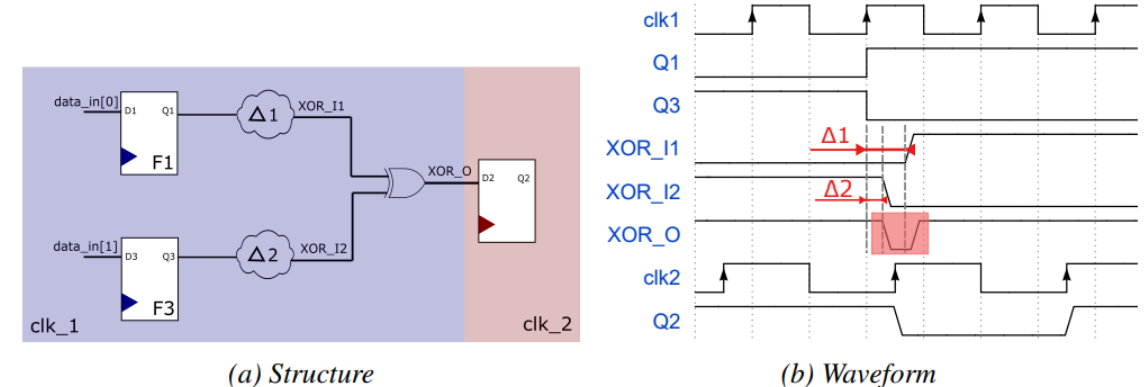 data_in[0]
D1
Q1
F1
Δ1
XOR_I1
XOR_O
D2
Q2
data_in[1]
D3
Q3
F3
Δ2
XOR_I2
clk_1
clk_2
(a) Structure
clk1
Q1
Q3
Δ1
XOR_I1
Δ2
XOR_I2
XOR_O
clk2
Q2
(b) Waveform